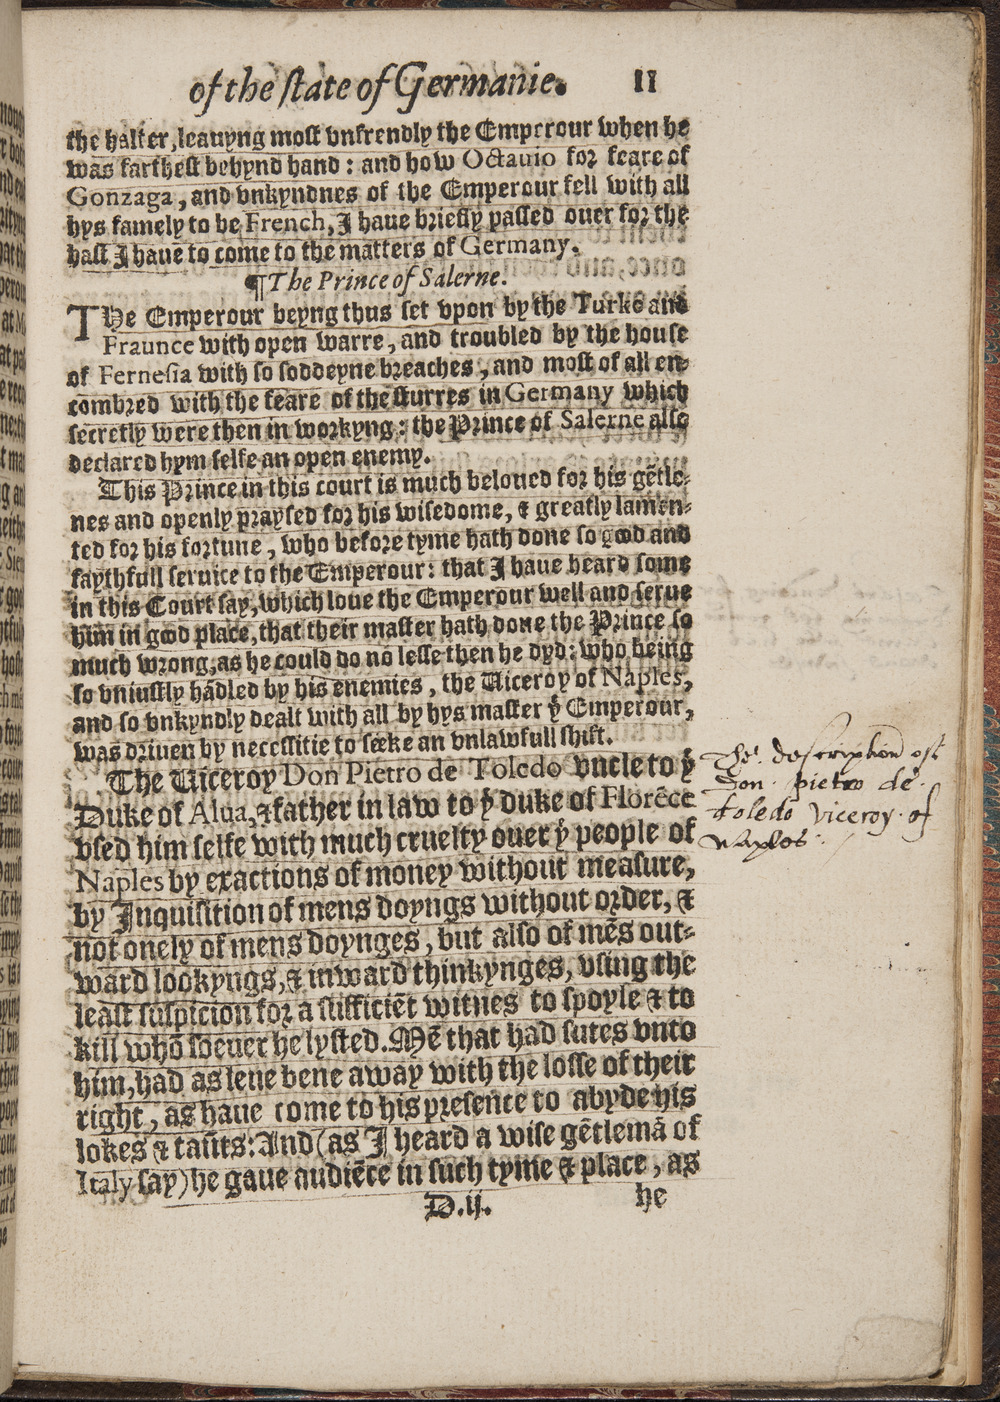 of the state of Germanie. 11
the halter, leauyng most vnfrendly the Emperour when he
was farthest behynd hand: and how Octauio for feare of
Gonzaga, and vnkyndnes of the Emperour fell with all
hys famely to be French, I haue briefly passed ouer for the
hast I haue to come to the matters of Germany.
¶The Prince of Salerne.
THe Emperour beyng thus set vpon by the Turke and
Fraunce with open warre, and troubled by the house
of Fernesia with so soddeyne breaches, and most of all en-
combred with the feare of the sturres in Germany which
secretly were then in workyng: the Prince of Salerne also
declared hym selfe an open enemy.
This Prince in this court is much beloued for his gẽtle-
nes and openly praysed for his wisedome, & greatly lamen-
ted for his fortune, who before tyme hath done so good and
faythfull seruice to the Emperour: that I haue heard some
in this Court say, which loue the Emperour well and serue
him in good place, that their master hath done the Prince so
much wrong, as he could do no lesse then he dyd: who being
so vniustly hãdled by his enemies, the Viceroy of Naples,
and so vnkyndly dealt with all by hys master yͤ Emperour,
was driuen by necessitie to seeke an vnlawfull shift.
The Viceroy Don Pietro de Toledo vncle to yͤ
Duke of Alua, & father in law to yͤ duke of Florẽce
vsed him selfe with much cruelty ouer yͤ people of
Naples by exactions of money without measure,
by Inquisition of mens doyngs without order, &
not onely of mens doynges, but also of mẽs out-
ward lookyngs, & inward thinkynges, vsing the
least suspicion for a sufficiẽt witnes to spoyle & to
kill whõ soeuer he lysted. Mẽ that had sutes vnto
him, had as leue bene away with the losse of their
right, as haue come to his presence to abyde his
lokes & taũts: And (as I heard a wise gẽtlemã of
Italy say) he gaue audiẽce in such tyme & place, as
D.ij. he
The descryption off
Don pietro de
toledo viceroy of
naples